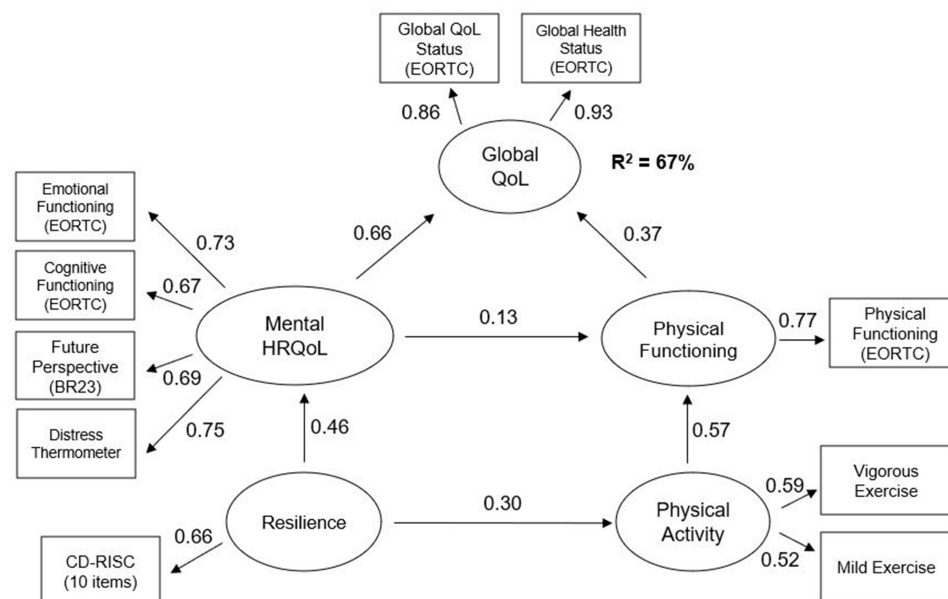 Global QoL
Status
(EORTC)
Global Health
Status
(EORTC)
0.86
0.93
Global
QoL
R² = 67%
Emotional
Functioning
(EORTC)
0.73
0.66
0.37
Cognitive
Functioning
(EORTC)
0.67
Mental
HRQoL
0.13
Physical
Functioning
0.77
Physical
Functioning
(EORTC)
Future
Perspective
(BR23)
0.69
Distress
Thermometer
0.75
0.46
0.57
Resilience
0.30
Physical
Activity
0.59
Vigorous
Exercise
0.66
CD-RISC
(10 items)
0.52
Mild Exercise